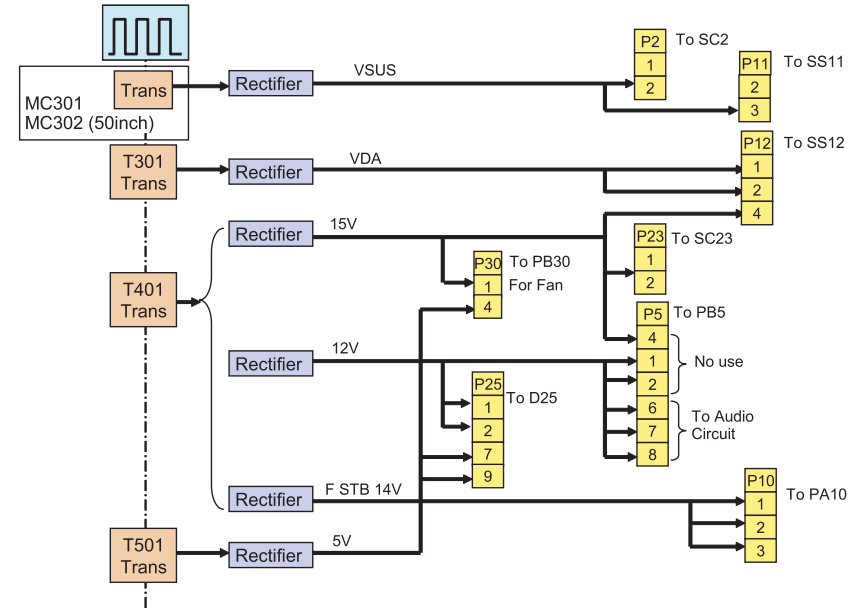 P2
To SC2
1
2
P11
To SS11
2
3
VSUS
Rectifier
Trans
MC301
MC302 (50inch)
T301
Trans
Rectifier
VDA
P12
To SS12
1
2
4
Rectifier
15V
P23
To SC23
1
2
P30
To PB30
1
For Fan
4
T401
Trans
P5
To PB5
4
1
2
No use
6
7
8
To Audio
Circuit
12V
Rectifier
P25
To D25
1
2
7
9
Rectifier
F STB 14V
P10
To PA10
1
2
3
T501
Trans
Rectifier
5V